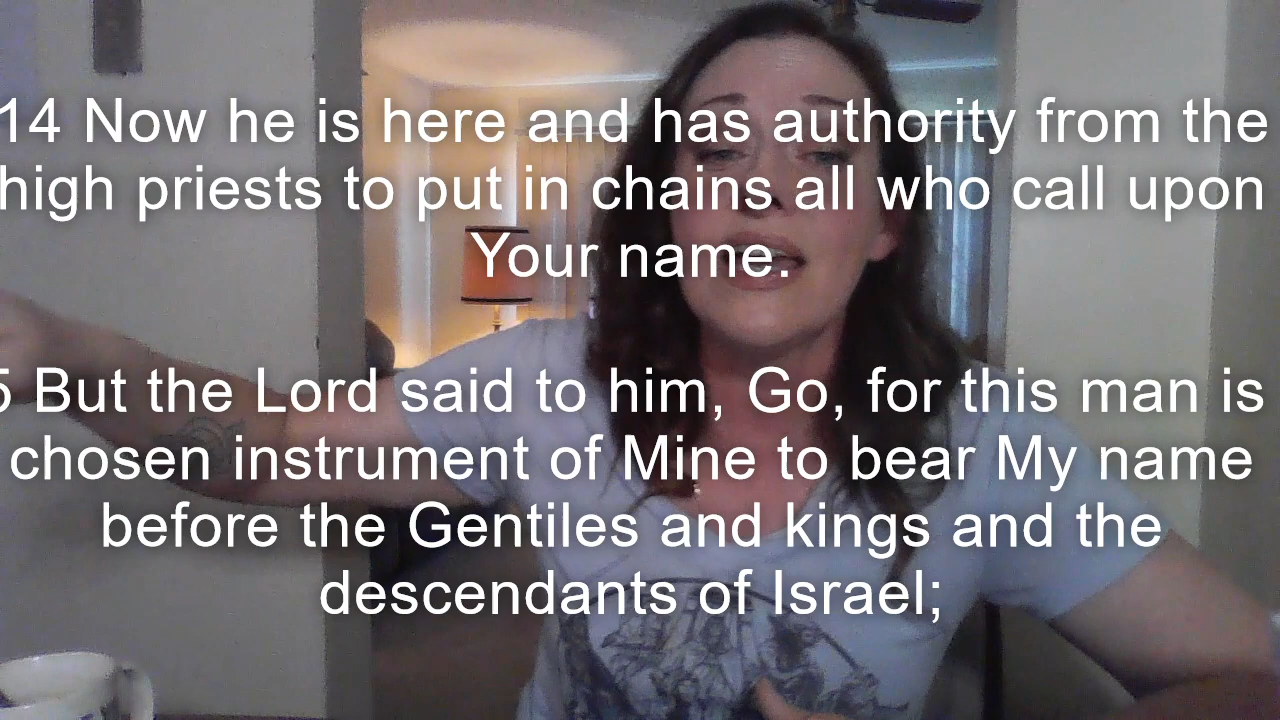 14 Now he is here and has authority from the
high priests to put in chains all who call upon
Your name.
5 But the Lord said to him, Go, for this man is
chosen instrument of Mine to bear My name
before the Gentiles and kings and the
descendants of Israel;